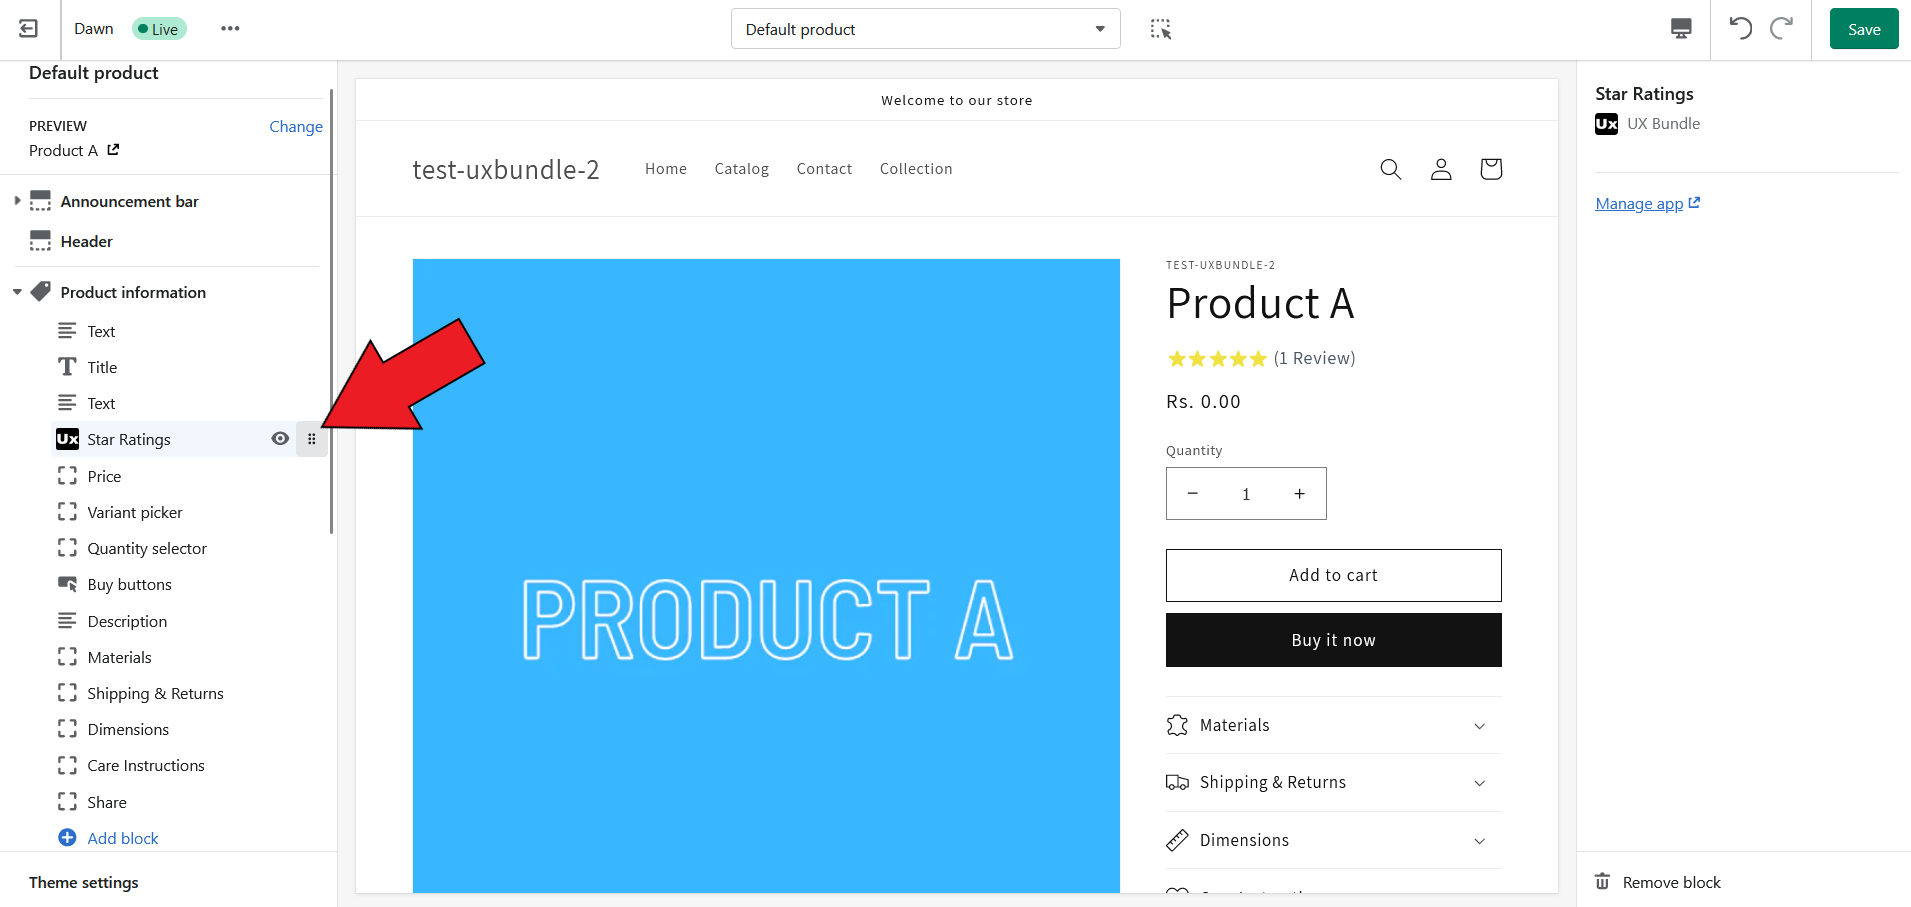 Dawn
Live
Default product
Save
Default product
PREVIEW
Change
Product A
Announcement bar
Header
Product information
Text
Title
Text
Ux Star Ratings
Price
Variant picker
Quantity selector
Buy buttons
Description
Materials
Shipping & Returns
Dimensions
Care Instructions
Share
Add block
Theme settings
Welcome to our store
test-uxbundle-2
Home Catalog Contact Collection
PRODUCT A
TEST-UXBUNDLE-2
Product A
(1 Review)
Rs. 0.00
Quantity
− 1 +
Add to cart
Buy it now
Materials
Shipping & Returns
Dimensions
Star Ratings
Ux UX Bundle
Manage app
Remove block